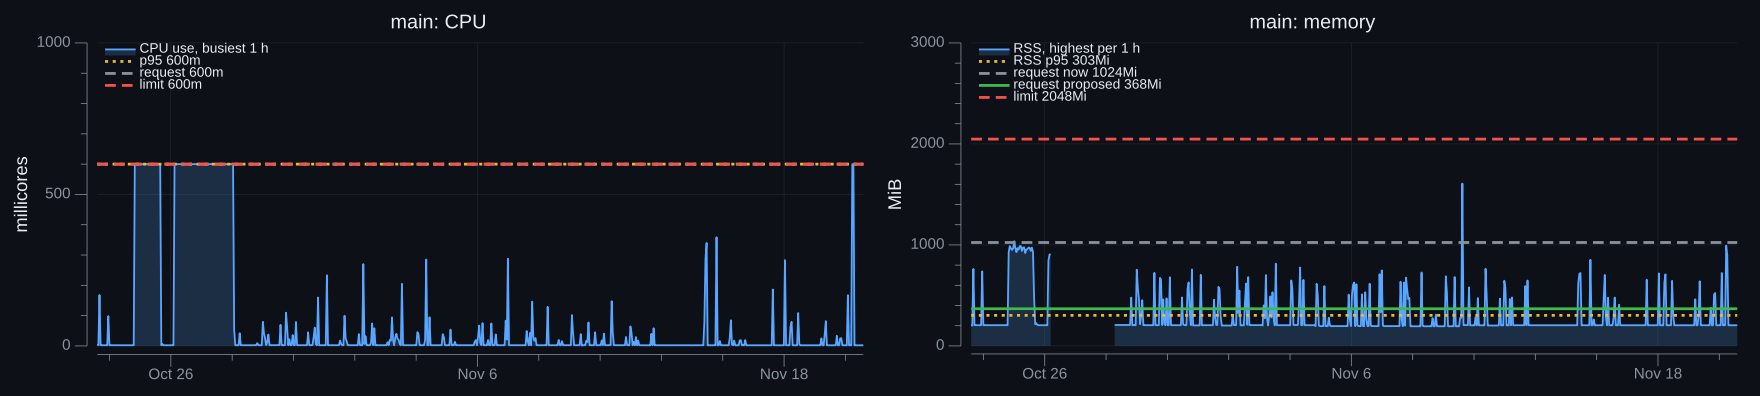 main: CPU
1000
500
0
millicores
CPU use, busiest 1 h
p95 600m
request 600m
limit 600m
Oct 26
Nov 6
Nov 18
main: memory
3000
2000
1000
0
MiB
RSS, highest per 1 h
RSS p95 303Mi
request now 1024Mi
request proposed 368Mi
limit 2048Mi
Oct 26
Nov 6
Nov 18